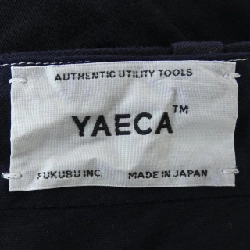 AUTHENTIC UTILITY TOOLS
YAECA™
FUKUBU INC. MADE IN JAPAN